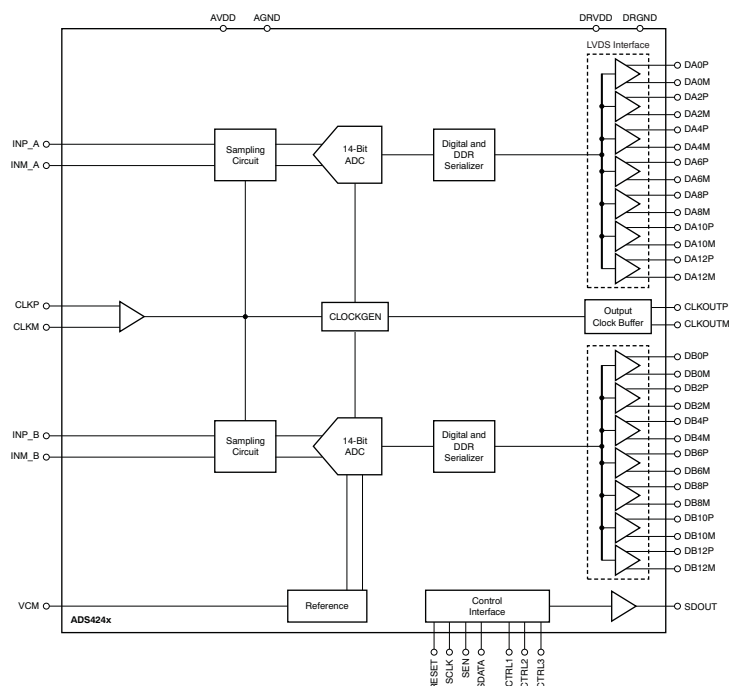 AVDD AGND DRVDD DRGND
LVDS Interface
DA0P
DA0M
DA2P
DA2M
DA4P
DA4M
DA6P
DA6M
DA8P
DA8M
DA10P
DA10M
DA12P
DA12M
INP_A
INM_A
Sampling
Circuit
14-Bit
ADC
Digital and
DDR
Serializer
CLKP
CLKM
CLOCKGEN
Output
Clock Buffer
CLKOUTP
CLKOUTM
DB0P
DB0M
DB2P
DB2M
DB4P
DB4M
DB6P
DB6M
DB8P
DB8M
DB10P
DB10M
DB12P
DB12M
INP_B
INM_B
Sampling
Circuit
14-Bit
ADC
Digital and
DDR
Serializer
VCM
Reference
Control
Interface
SDOUT
ADS424x
SCLK
SEN
SDATA
CTRL1
CTRL2
CTRL3